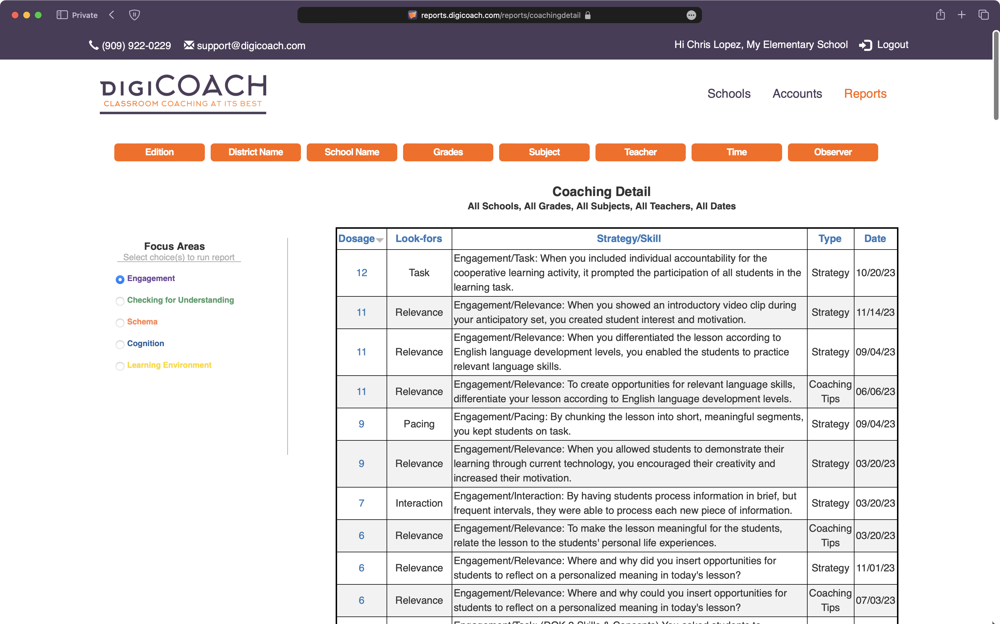 Private
reports.digicoach.com/reports/coachingdetail
(909) 922-0229 support@digicoach.com
Hi Chris Lopez, My Elementary School Logout
DIGICOACH
CLASSROOM COACHING AT ITS BEST
Schools Accounts Reports
Edition District Name School Name Grades Subject Teacher Time Observer
Coaching Detail
All Schools, All Grades, All Subjects, All Teachers, All Dates
Focus Areas
Select choice(s) to run report
Engagement
Checking for Understanding
Schema
Cognition
Learning Environment
Dosage Look-fors Strategy/Skill Type Date
12 Task Engagement/Task: When you included individual accountability for the
cooperative learning activity, it prompted the participation of all students in the
learning task.
Strategy 10/20/23
11 Relevance Engagement/Relevance: When you showed an introductory video clip during
your anticipatory set, you created student interest and motivation.
Strategy 11/14/23
11 Relevance Engagement/Relevance: When you differentiated the lesson according to
English language development levels, you enabled the students to practice
relevant language skills.
Strategy 09/04/23
11 Relevance Engagement/Relevance: To create opportunities for relevant language skills,
differentiate your lesson according to English language development levels.
Coaching
Tips
06/06/23
9 Pacing Engagement/Pacing: By chunking the lesson into short, meaningful segments,
you kept students on task.
Strategy 09/04/23
9 Relevance Engagement/Relevance: When you allowed students to demonstrate their
learning through current technology, you encouraged their creativity and
increased their motivation.
Strategy 03/20/23
7 Interaction Engagement/Interaction: By having students process information in brief, but
frequent intervals, they were able to process each new piece of information.
Strategy 03/20/23
6 Relevance Engagement/Relevance: To make the lesson meaningful for the students,
relate the lesson to the students' personal life experiences.
Coaching
Tips
03/20/23
6 Relevance Engagement/Relevance: Where and why did you insert opportunities for
students to reflect on a personalized meaning in today's lesson?
Strategy 11/01/23
6 Relevance Engagement/Relevance: Where and why could you insert opportunities for
students to reflect on a personalized meaning in today's lesson?
Coaching
Tips
07/03/23